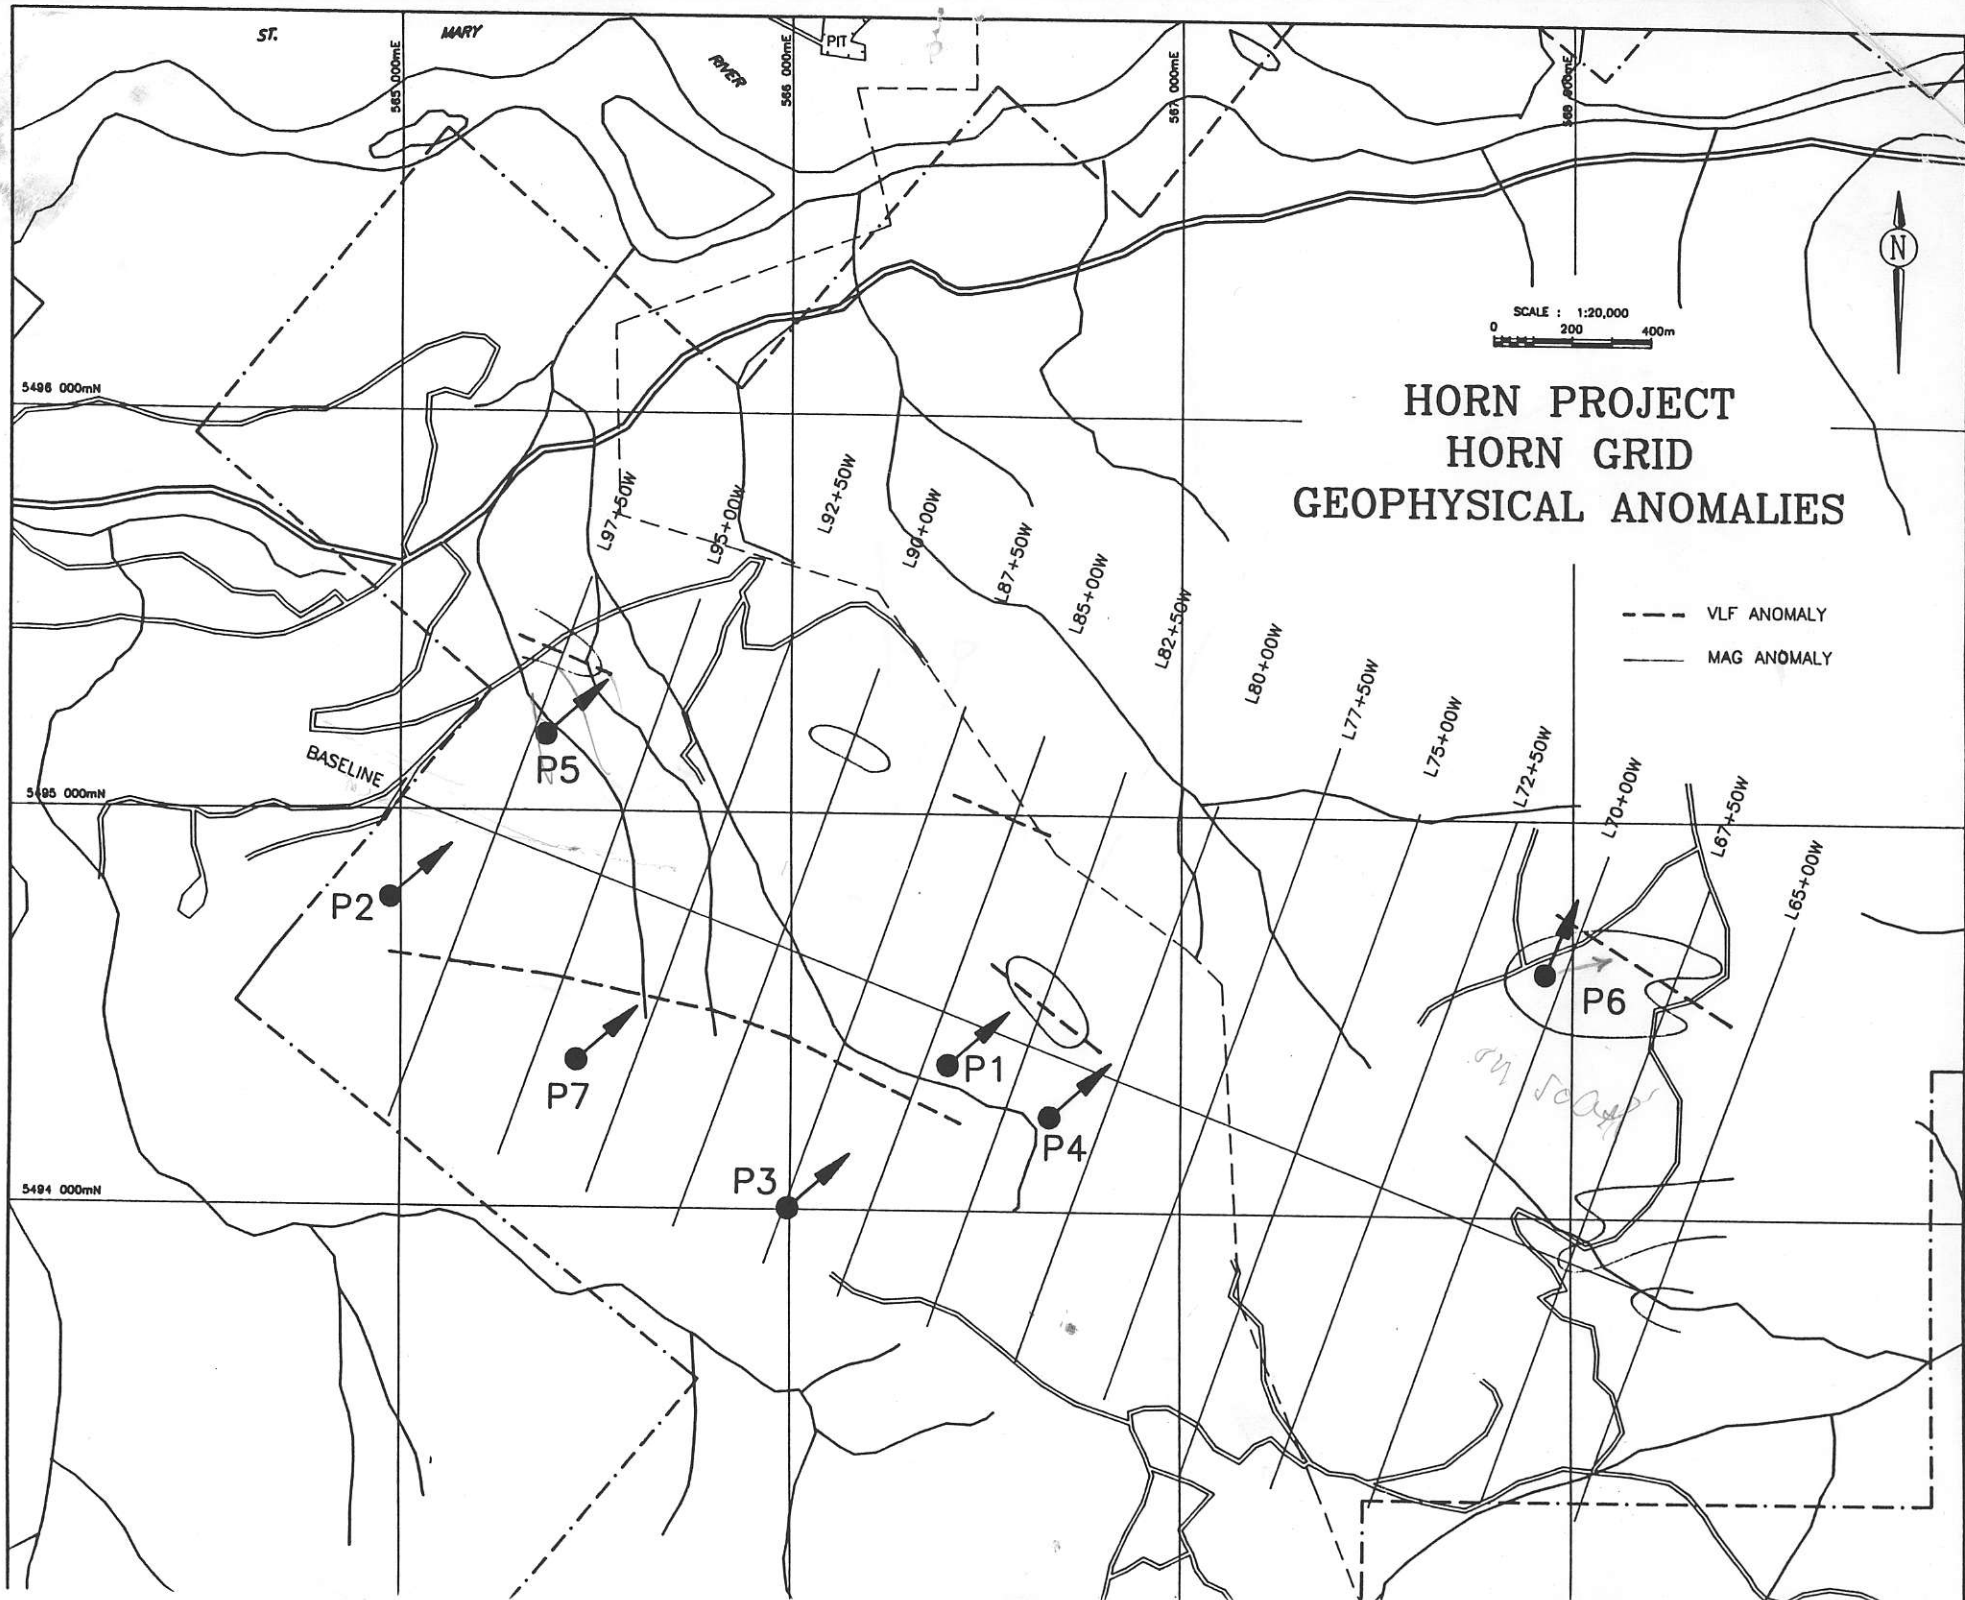 ST. MARY RIVER
PIT
565 000mE
566 000mE
567 000mE
568 000mE
N
SCALE : 1:20,000
0 200 400m
5496 000mN
HORN PROJECT
HORN GRID
GEOPHYSICAL ANOMALIES
L97+50W
L95+00W
L92+50W
L90+00W
L87+50W
L85+00W
L82+50W
L80+00W
L77+50W
L75+00W
L72+50W
L70+00W
L67+50W
L65+00W
VLF ANOMALY
MAG ANOMALY
BASELINE
P5
5495 000mN
P2
P6
P7
P1
P4
P3
5494 000mN